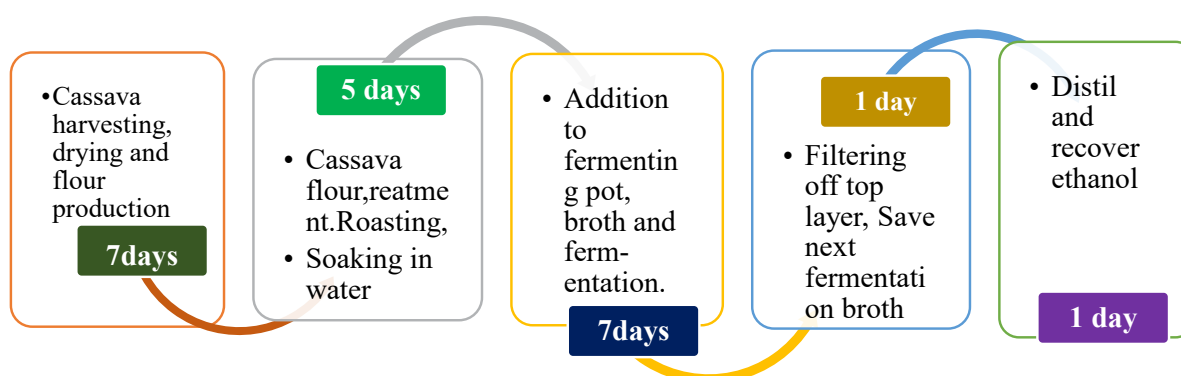 •Cassava
harvesting,
drying and
flour
production
7days
5 days
• Cassava
flour,reatme
nt.Roasting,
• Soaking in
water
• Addition
to
fermentin
g pot,
broth and
ferm-
entation.
7days
1 day
• Filtering
off top
layer, Save
next
fermentati
on broth
• Distil
and
recover
ethanol
1 day